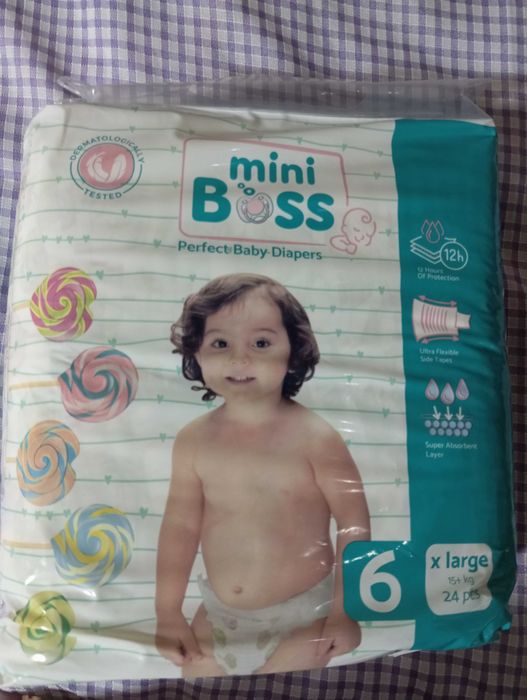 DERMATOLOGICALLY
TESTED
mini
BOSS
Perfect Baby Diapers
12h
12 Hours
Of Protection
Ultra Flexible
Side Tapes
Super Absorbent
Layer
6
x large
15+ kg
24 pcs